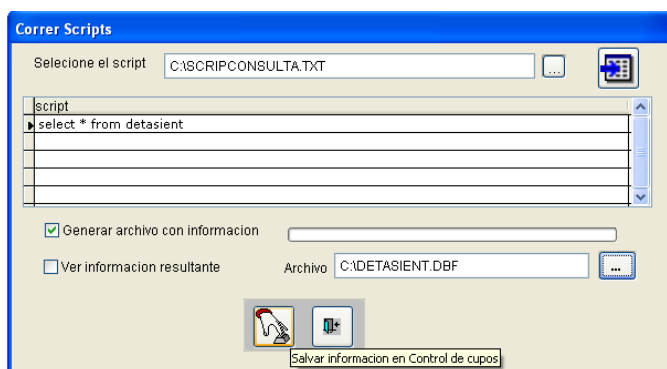 Correr Scripts
Selecione el script C:\SCRIPCONSULTA.TXT ...
script
select * from detasient
Generar archivo con informacion
Ver informacion resultante Archivo C:\DETASIENT.DBF ...
Salvar informacion en Control de cupos